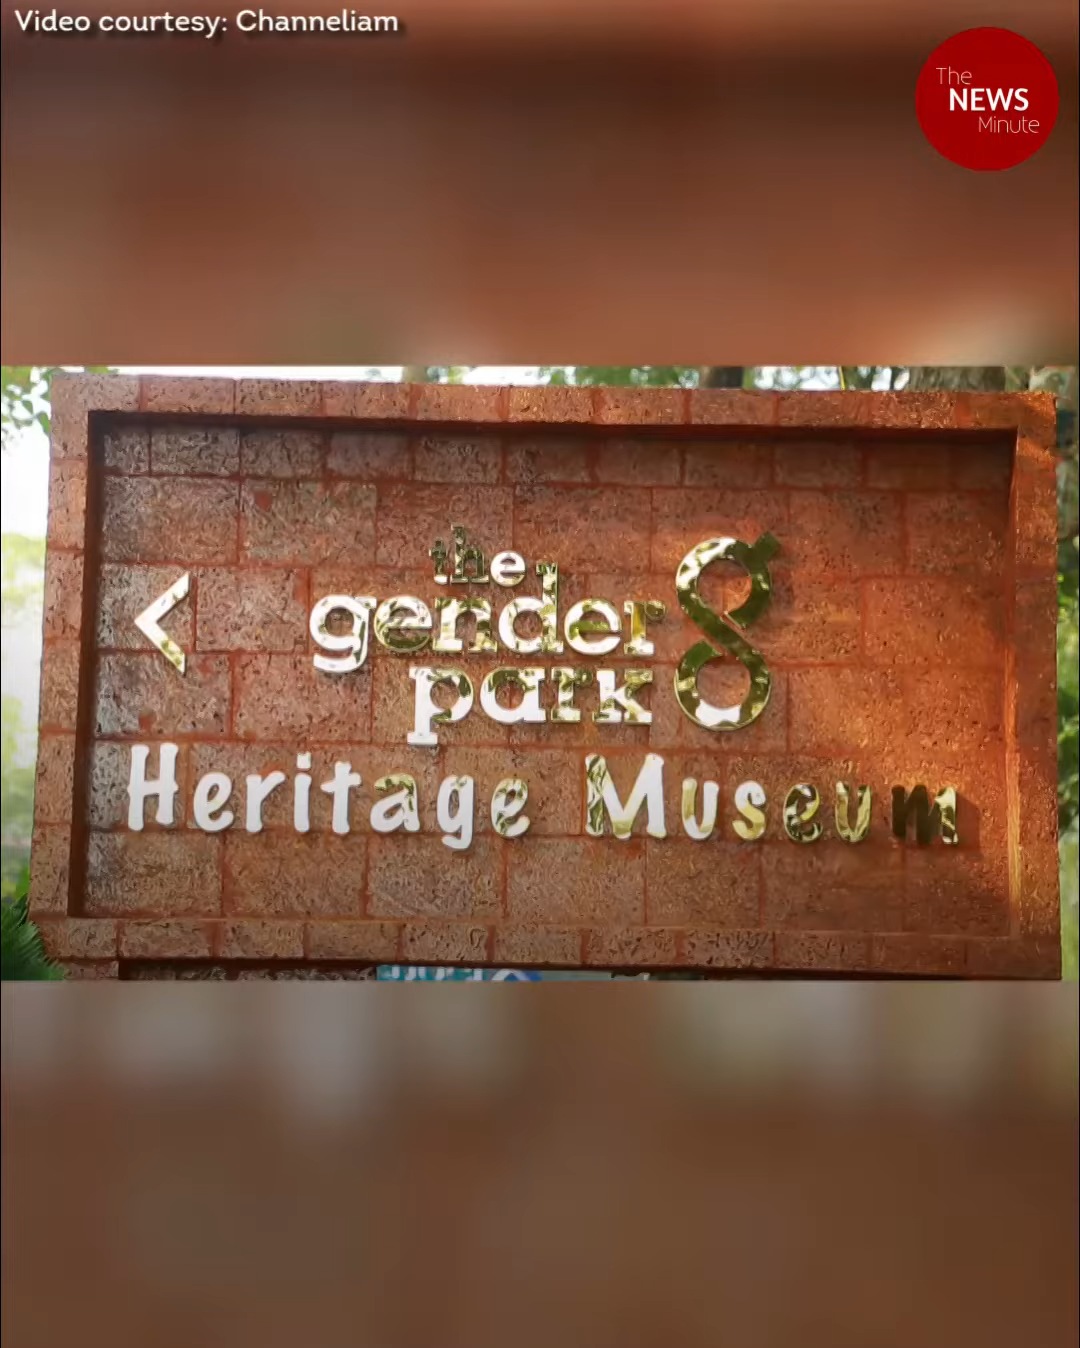 Video courtesy: Channeliam
The
NEWS
Minute
the
gender
park
Heritage Museum